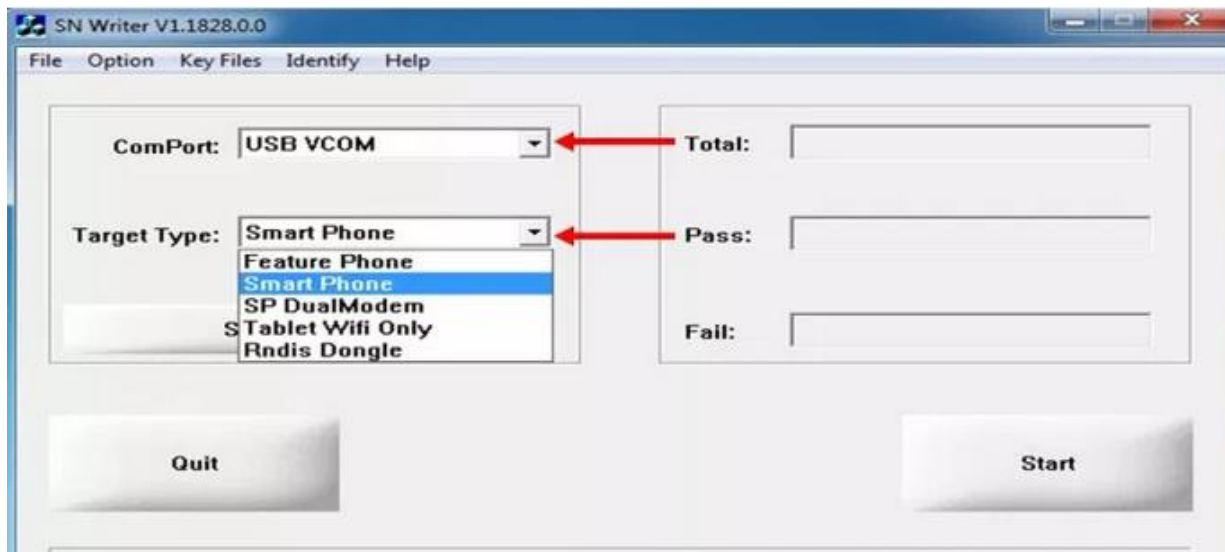 SN Writer V1.1828.0.0
File Option Key Files Identify Help
ComPort: USB VCOM
Target Type: Smart Phone
Feature Phone
Smart Phone
SP DualModem
S Tablet Wifi Only
Rndis Dongle
Total:
Pass:
Fail:
Quit
Start